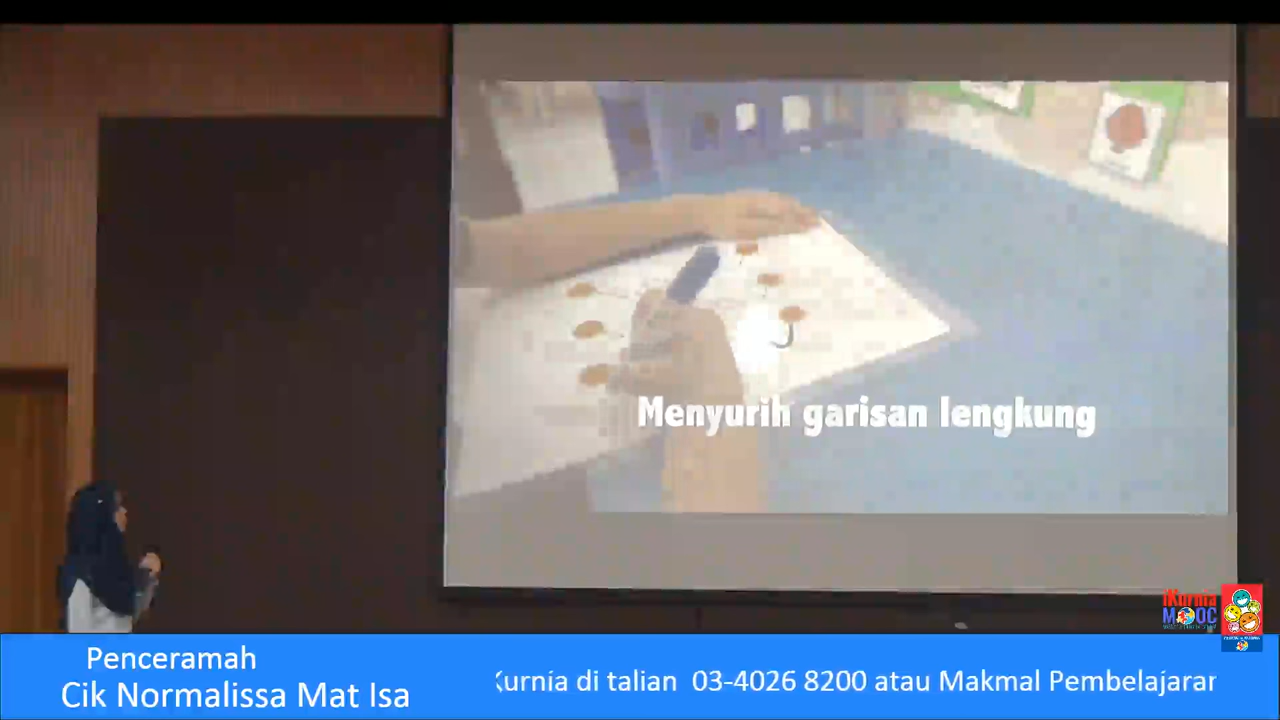 Menyurih garisan lengkung
iKurnia
MOOC
Penceramah
Cik Normalissa Mat Isa
Kurnia di talian 03-4026 8200 atau Makmal Pembelajaran